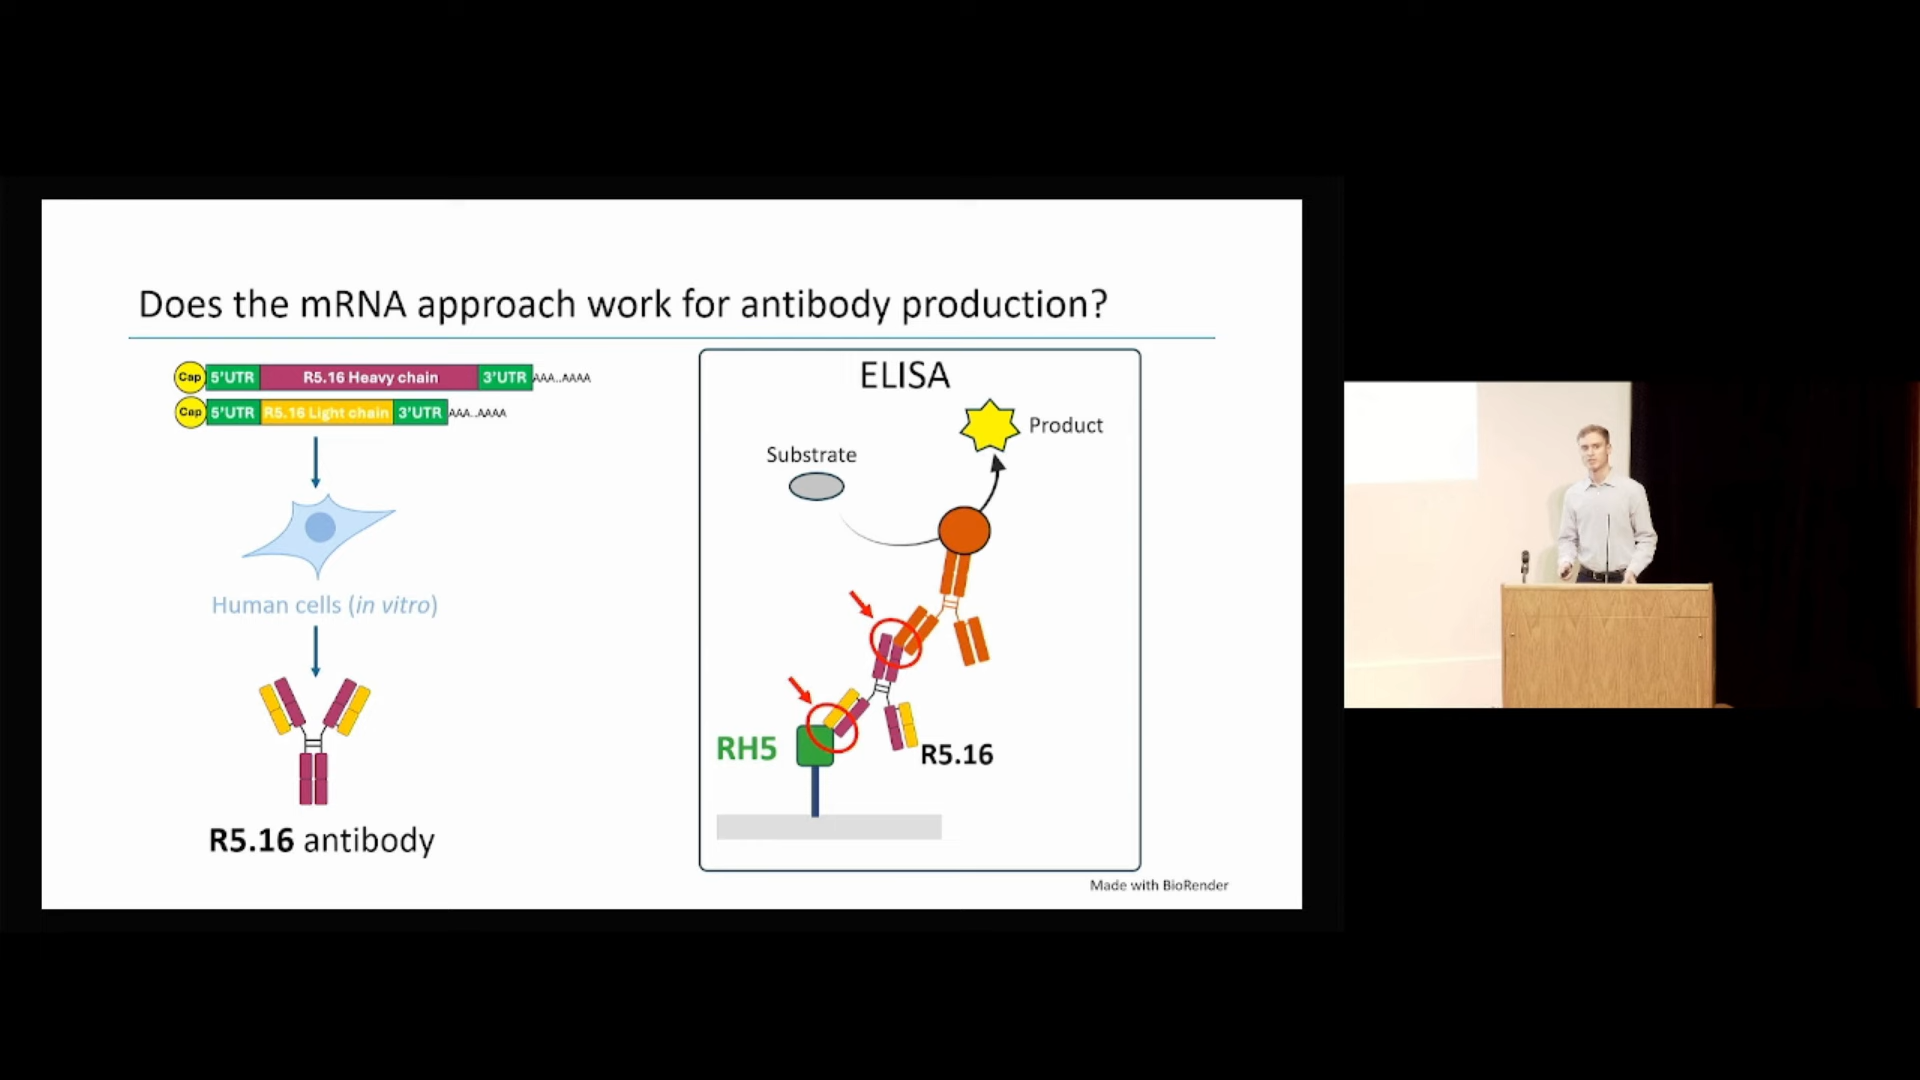 Does the mRNA approach work for antibody production?
Cap 5'UTR R5.16 Heavy chain 3'UTR AAA..AAAA
Cap 5'UTR R5.16 Light chain 3'UTR AAA..AAAA
Human cells (in vitro)
R5.16 antibody
ELISA
Product
Substrate
RH5
R5.16
Made with BioRender